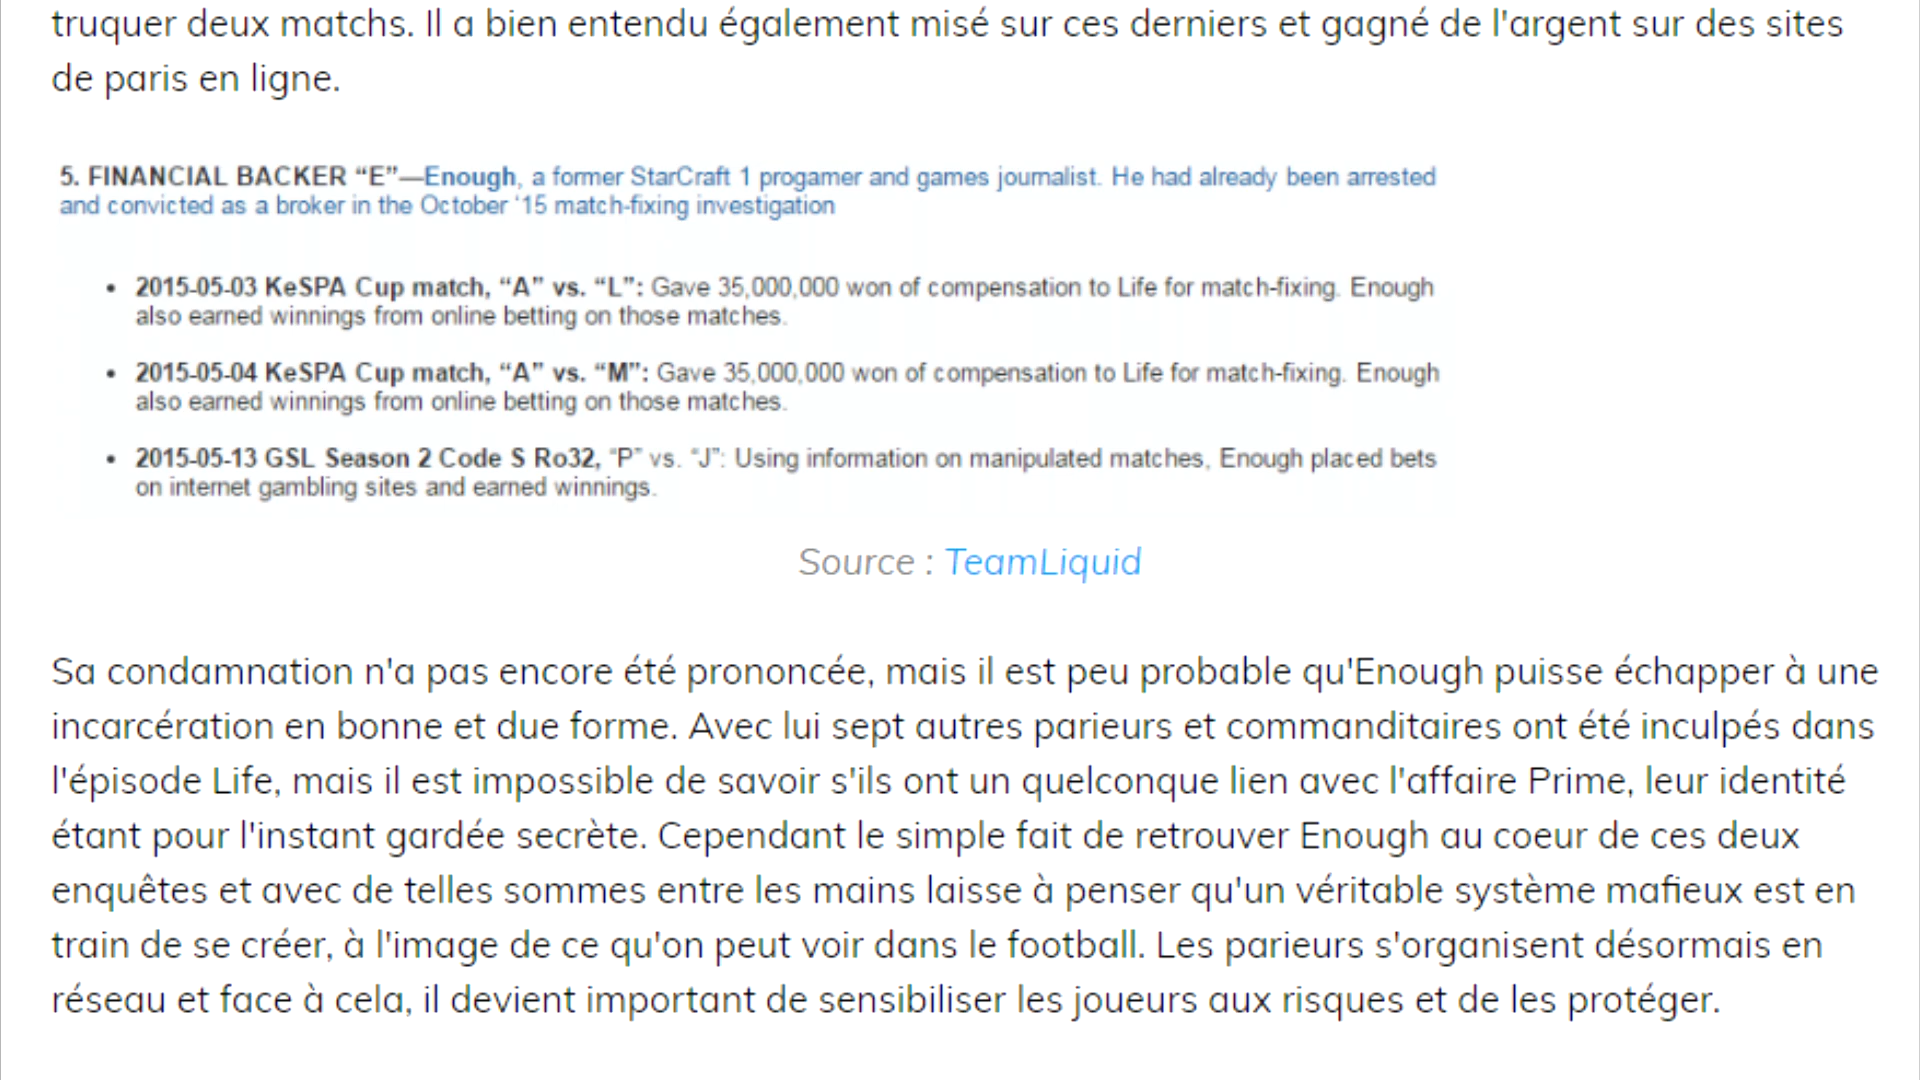 truquer deux matchs. Il a bien entendu également misé sur ces derniers et gagné de l'argent sur des sites
de paris en ligne.
5. FINANCIAL BACKER “E”—Enough, a former StarCraft 1 progamer and games journalist. He had already been arrested
and convicted as a broker in the October ‘15 match-fixing investigation
• 2015-05-03 KeSPA Cup match, “A” vs. “L”: Gave 35,000,000 won of compensation to Life for match-fixing. Enough
also earned winnings from online betting on those matches.
• 2015-05-04 KeSPA Cup match, “A” vs. “M”: Gave 35,000,000 won of compensation to Life for match-fixing. Enough
also earned winnings from online betting on those matches.
• 2015-05-13 GSL Season 2 Code S Ro32, “P” vs. “J”: Using information on manipulated matches, Enough placed bets
on internet gambling sites and earned winnings.
Source : TeamLiquid
Sa condamnation n'a pas encore été prononcée, mais il est peu probable qu'Enough puisse échapper à une
incarcération en bonne et due forme. Avec lui sept autres parieurs et commanditaires ont été inculpés dans
l'épisode Life, mais il est impossible de savoir s'ils ont un quelconque lien avec l'affaire Prime, leur identité
étant pour l'instant gardée secrète. Cependant le simple fait de retrouver Enough au coeur de ces deux
enquêtes et avec de telles sommes entre les mains laisse à penser qu'un véritable système mafieux est en
train de se créer, à l'image de ce qu'on peut voir dans le football. Les parieurs s'organisent désormais en
réseau et face à cela, il devient important de sensibiliser les joueurs aux risques et de les protéger.